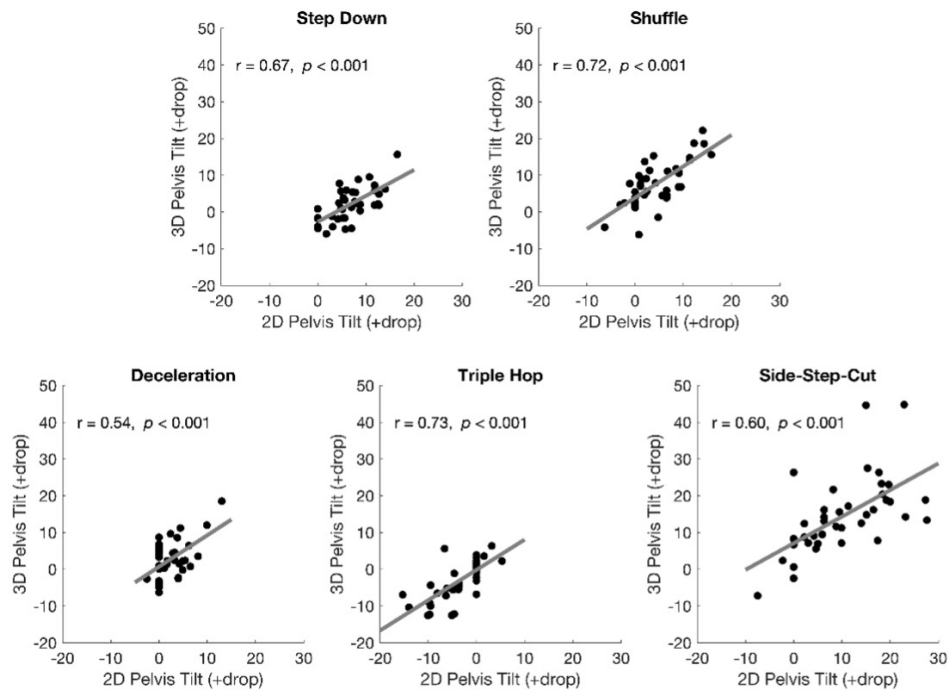 Step Down
50
40
30
20
10
0
-10
-20
r = 0.67, p < 0.001
3D Pelvis Tilt (+drop)
-20 -10 0 10 20 30
2D Pelvis Tilt (+drop)
Shuffle
50
40
30
20
10
0
-10
-20
r = 0.72, p < 0.001
3D Pelvis Tilt (+drop)
-20 -10 0 10 20 30
2D Pelvis Tilt (+drop)
Deceleration
50
40
30
20
10
0
-10
-20
r = 0.54, p < 0.001
3D Pelvis Tilt (+drop)
-20 -10 0 10 20 30
2D Pelvis Tilt (+drop)
Triple Hop
50
40
30
20
10
0
-10
-20
r = 0.73, p < 0.001
3D Pelvis Tilt (+drop)
-20 -10 0 10 20 30
2D Pelvis Tilt (+drop)
Side-Step-Cut
50
40
30
20
10
0
-10
-20
r = 0.60, p < 0.001
3D Pelvis Tilt (+drop)
-20 -10 0 10 20 30
2D Pelvis Tilt (+drop)